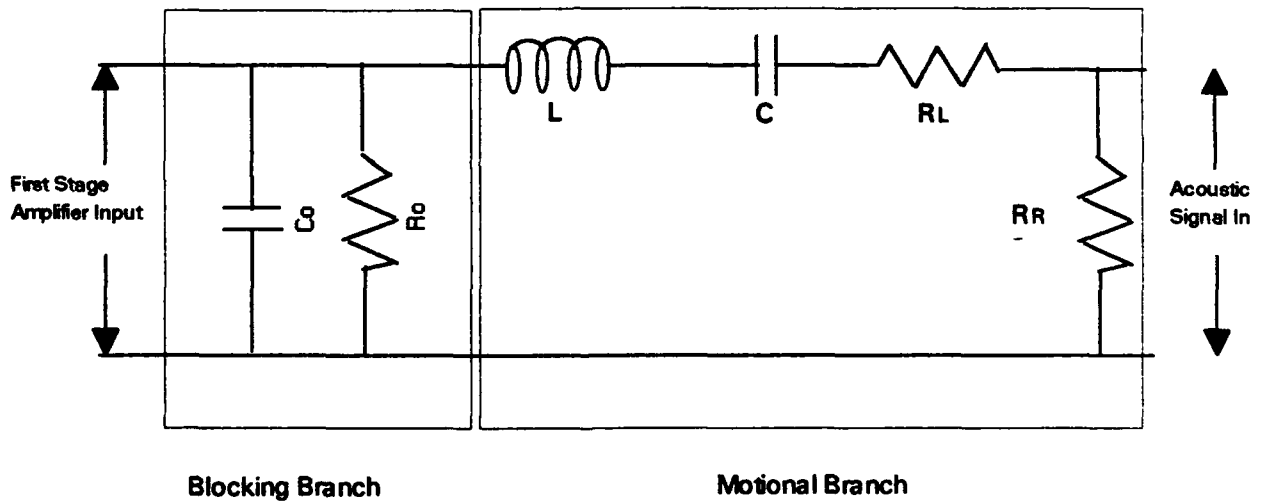 First Stage
Amplifier Input
Co
Ro
L
C
RL
RR
Acoustic
Signal In
Blocking Branch
Motional Branch